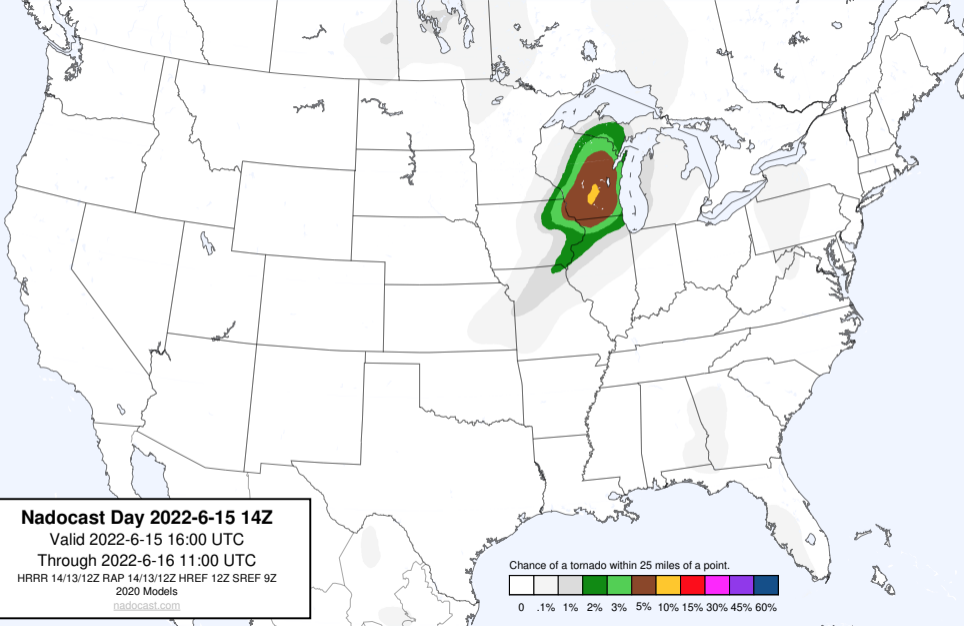 Nadocast Day 2022-6-15 14Z
Valid 2022-6-15 16:00 UTC
Through 2022-6-16 11:00 UTC
HRRR 14/13/12Z RAP 14/13/12Z HREF 12Z SREF 9Z
2020 Models
nadocast.com
Chance of a tornado within 25 miles of a point.
0 .1% 1% 2% 3% 5% 10% 15% 30% 45% 60%